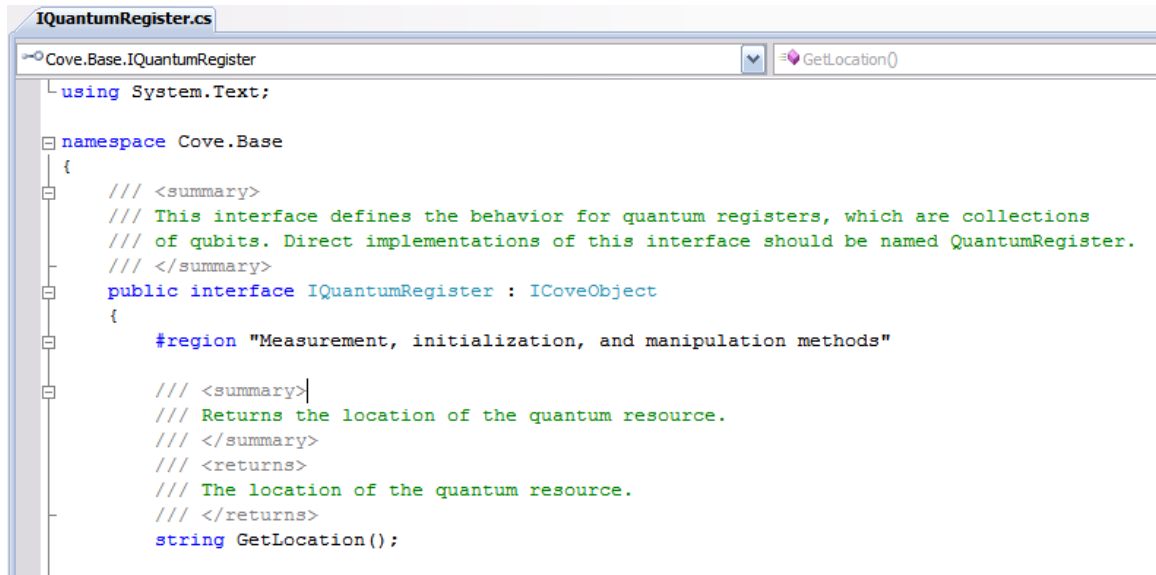 IQuantumRegister.cs
Cove.Base.IQuantumRegister GetLocation()
using System.Text;
namespace Cove.Base
{
/// <summary>
/// This interface defines the behavior for quantum registers, which are collections
/// of qubits. Direct implementations of this interface should be named QuantumRegister.
/// </summary>
public interface IQuantumRegister : ICoveObject
{
#region "Measurement, initialization, and manipulation methods"
/// <summary>
/// Returns the location of the quantum resource.
/// </summary>
/// <returns>
/// The location of the quantum resource.
/// </returns>
string GetLocation();